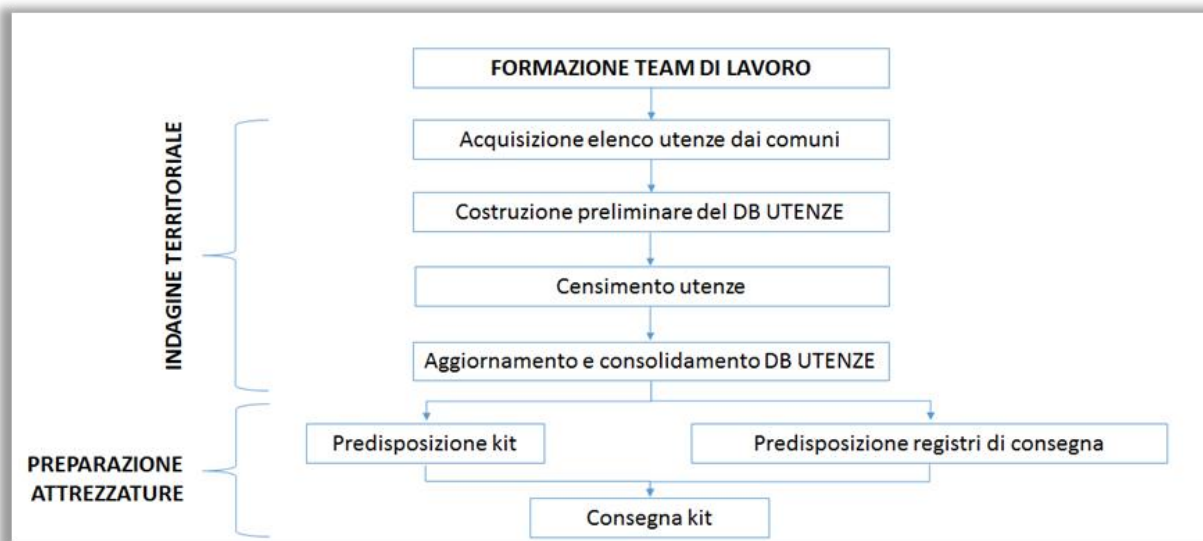 FORMAZIONE TEAM DI LAVORO
INDAGINE TERRITORIALE
Acquisizione elenco utenze dai comuni
Costruzione preliminare del DB UTENZE
Censimento utenze
Aggiornamento e consolidamento DB UTENZE
PREPARAZIONE
ATTREZZATURE
Predisposizione kit
Predisposizione registri di consegna
Consegna kit